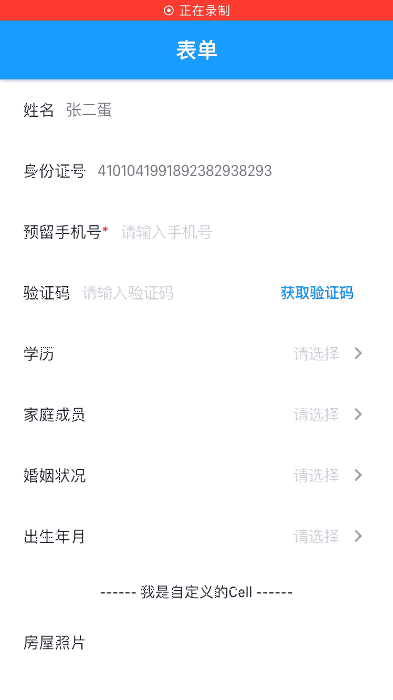 正在录制
表单
姓名 张二蛋
身份证号 4101041991892382938293
预留手机号* 请输入手机号
验证码 请输入验证码 获取验证码
学历 请选择
家庭成员 请选择
婚姻状况 请选择
出生年月 请选择
------ 我是自定义的Cell ------
房屋照片